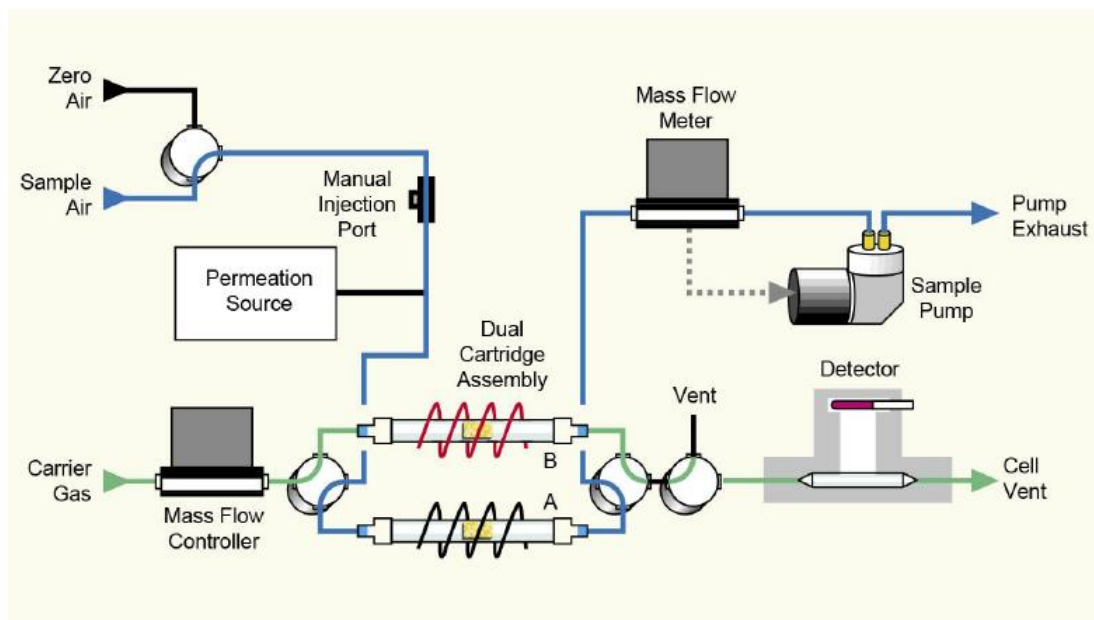 Zero
Air
Sample
Air
Manual
Injection
Port
Permeation
Source
Mass Flow
Meter
Pump
Exhaust
Sample
Pump
Dual
Cartridge
Assembly
Detector
Vent
B
A
Carrier
Gas
Mass Flow
Controller
Cell
Vent